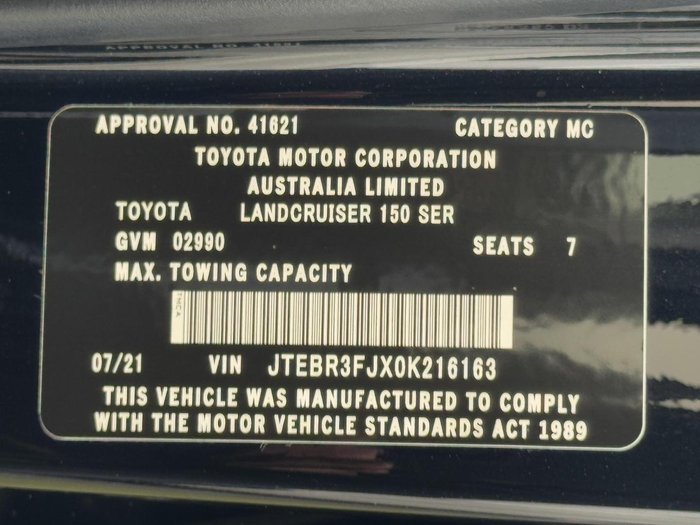 APPROVAL NO. 41621 CATEGORY MC
TOYOTA MOTOR CORPORATION
AUSTRALIA LIMITED
TOYOTA LANDCRUISER 150 SER
GVM 02990 SEATS 7
MAX. TOWING CAPACITY
TMCA
07/21 VIN JTEBR3FJX0K216163
THIS VEHICLE WAS MANUFACTURED TO COMPLY
WITH THE MOTOR VEHICLE STANDARDS ACT 1989